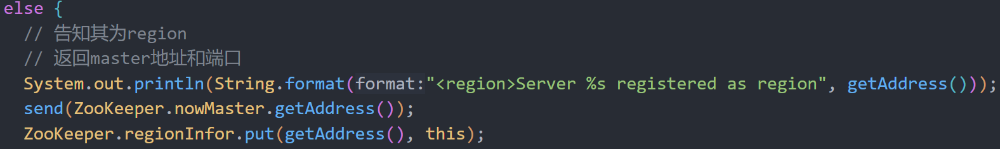 else {
// 告知其为region
// 返回master地址和端口
System.out.println(String.format(format:"<region>Server %s registered as region", getAddress()));
send(ZooKeeper.nowMaster.getAddress());
ZooKeeper.regionInfor.put(getAddress(), this);